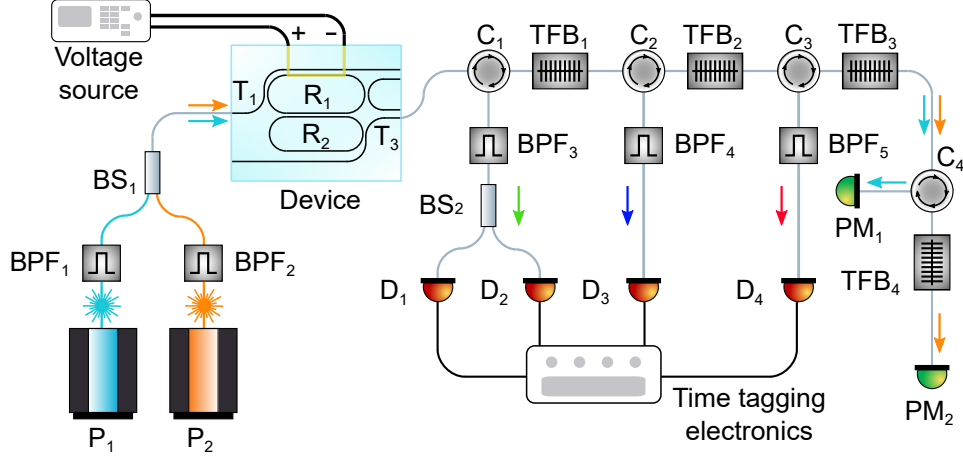 Voltage
source
+ −
T1
R1
R2
T3
Device
C1
TFB1
C2
TFB2
C3
TFB3
BPF3
BPF4
BPF5
C4
PM1
TFB4
PM2
BS1
BS2
BPF1
BPF2
D1
D2
D3
D4
Time tagging
electronics
P1
P2